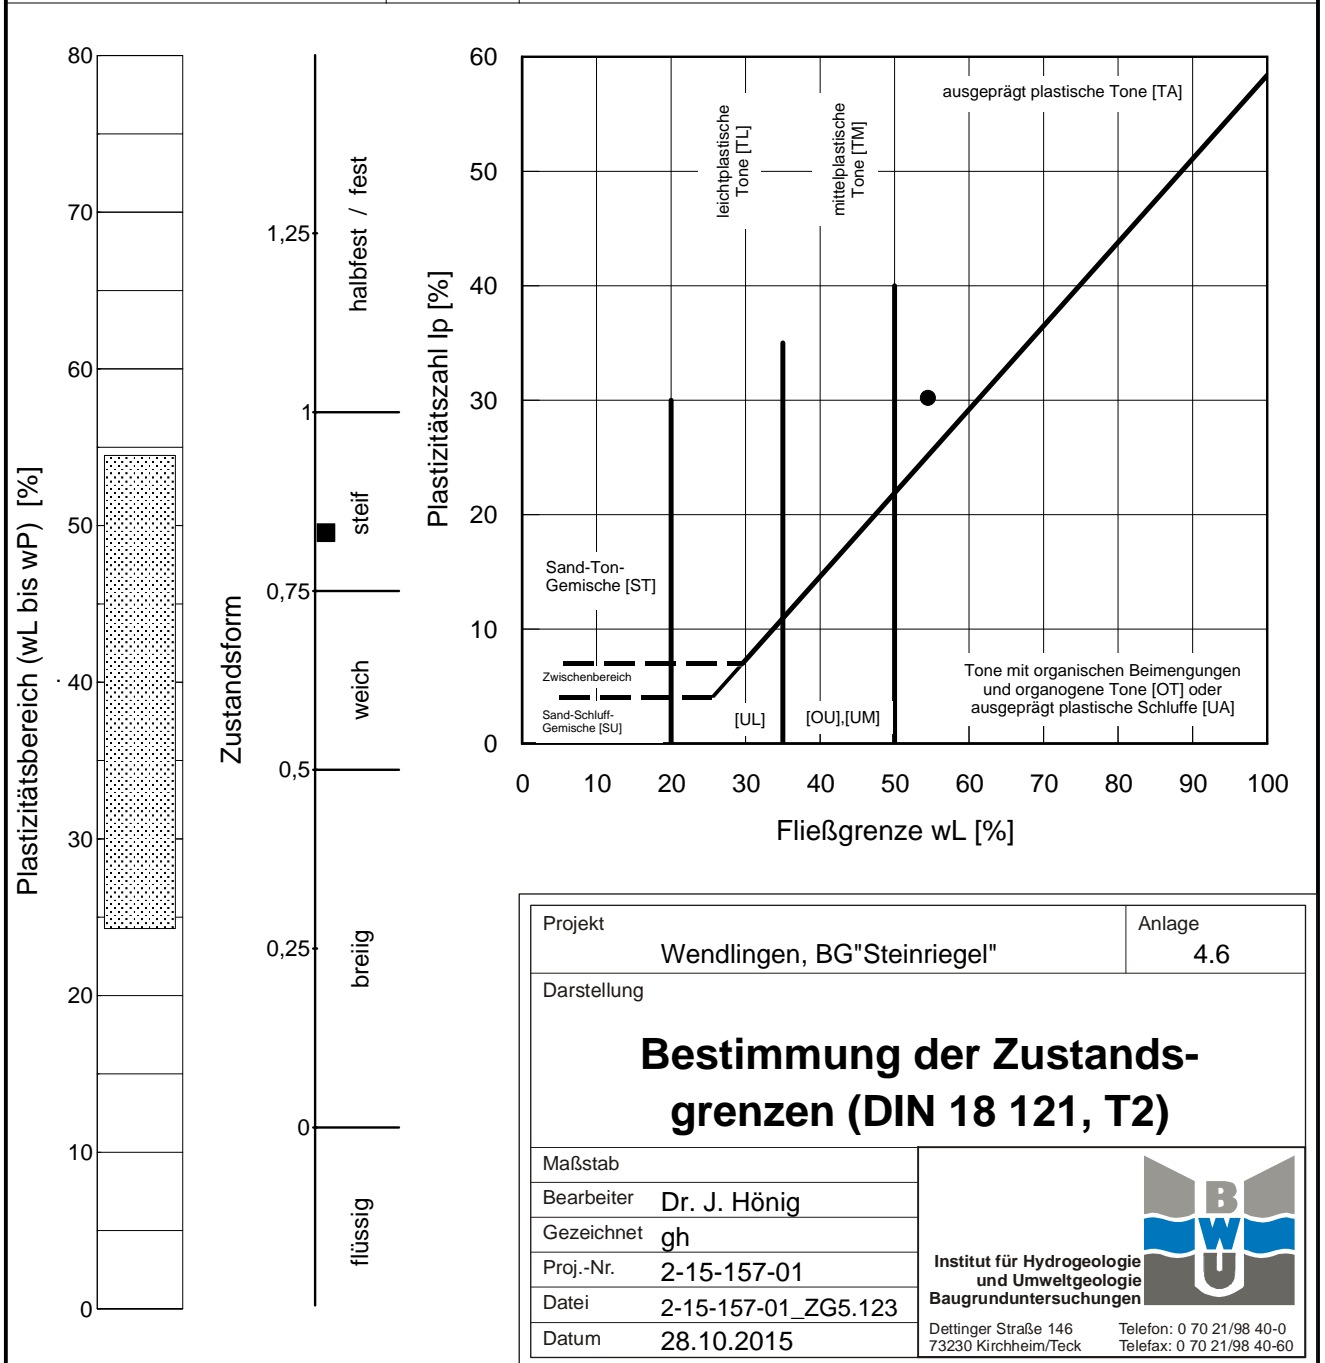 80
70
60
50
40
30
20
10
0
Plastizitätsbereich (wL bis wP) [%]
Zustandsform
1,25
1
0,75
0,5
0,25
0
halbfest / fest
steif
weich
breiig
flüssig
Plastizitätszahl Ip [%]
60
50
40
30
20
10
0
leichtplastische
Tone [TL]
mittelplastische
Tone [TM]
ausgeprägt plastische Tone [TA]
Sand-Ton-
Gemische [ST]
Zwischenbereich
Sand-Schluff-
Gemische [SU]
[UL]
[OU],[UM]
Tone mit organischen Beimengungen
und organogene Tone [OT] oder
ausgeprägt plastische Schluffe [UA]
0 10 20 30 40 50 60 70 80 90 100
Fließgrenze wL [%]
Projekt
Wendlingen, BG"Steinriegel"
Anlage
4.6
Darstellung
Bestimmung der Zustands-
grenzen (DIN 18 121, T2)
Maßstab
Bearbeiter Dr. J. Hönig
Gezeichnet gh
Proj.-Nr. 2-15-157-01
Datei 2-15-157-01_ZG5.123
Datum 28.10.2015
BWU
Institut für Hydrogeologie
und Umweltgeologie
Baugrunduntersuchungen
Dettinger Straße 146 Telefon: 0 70 21/98 40-0
73230 Kirchheim/Teck Telefax: 0 70 21/98 40-60